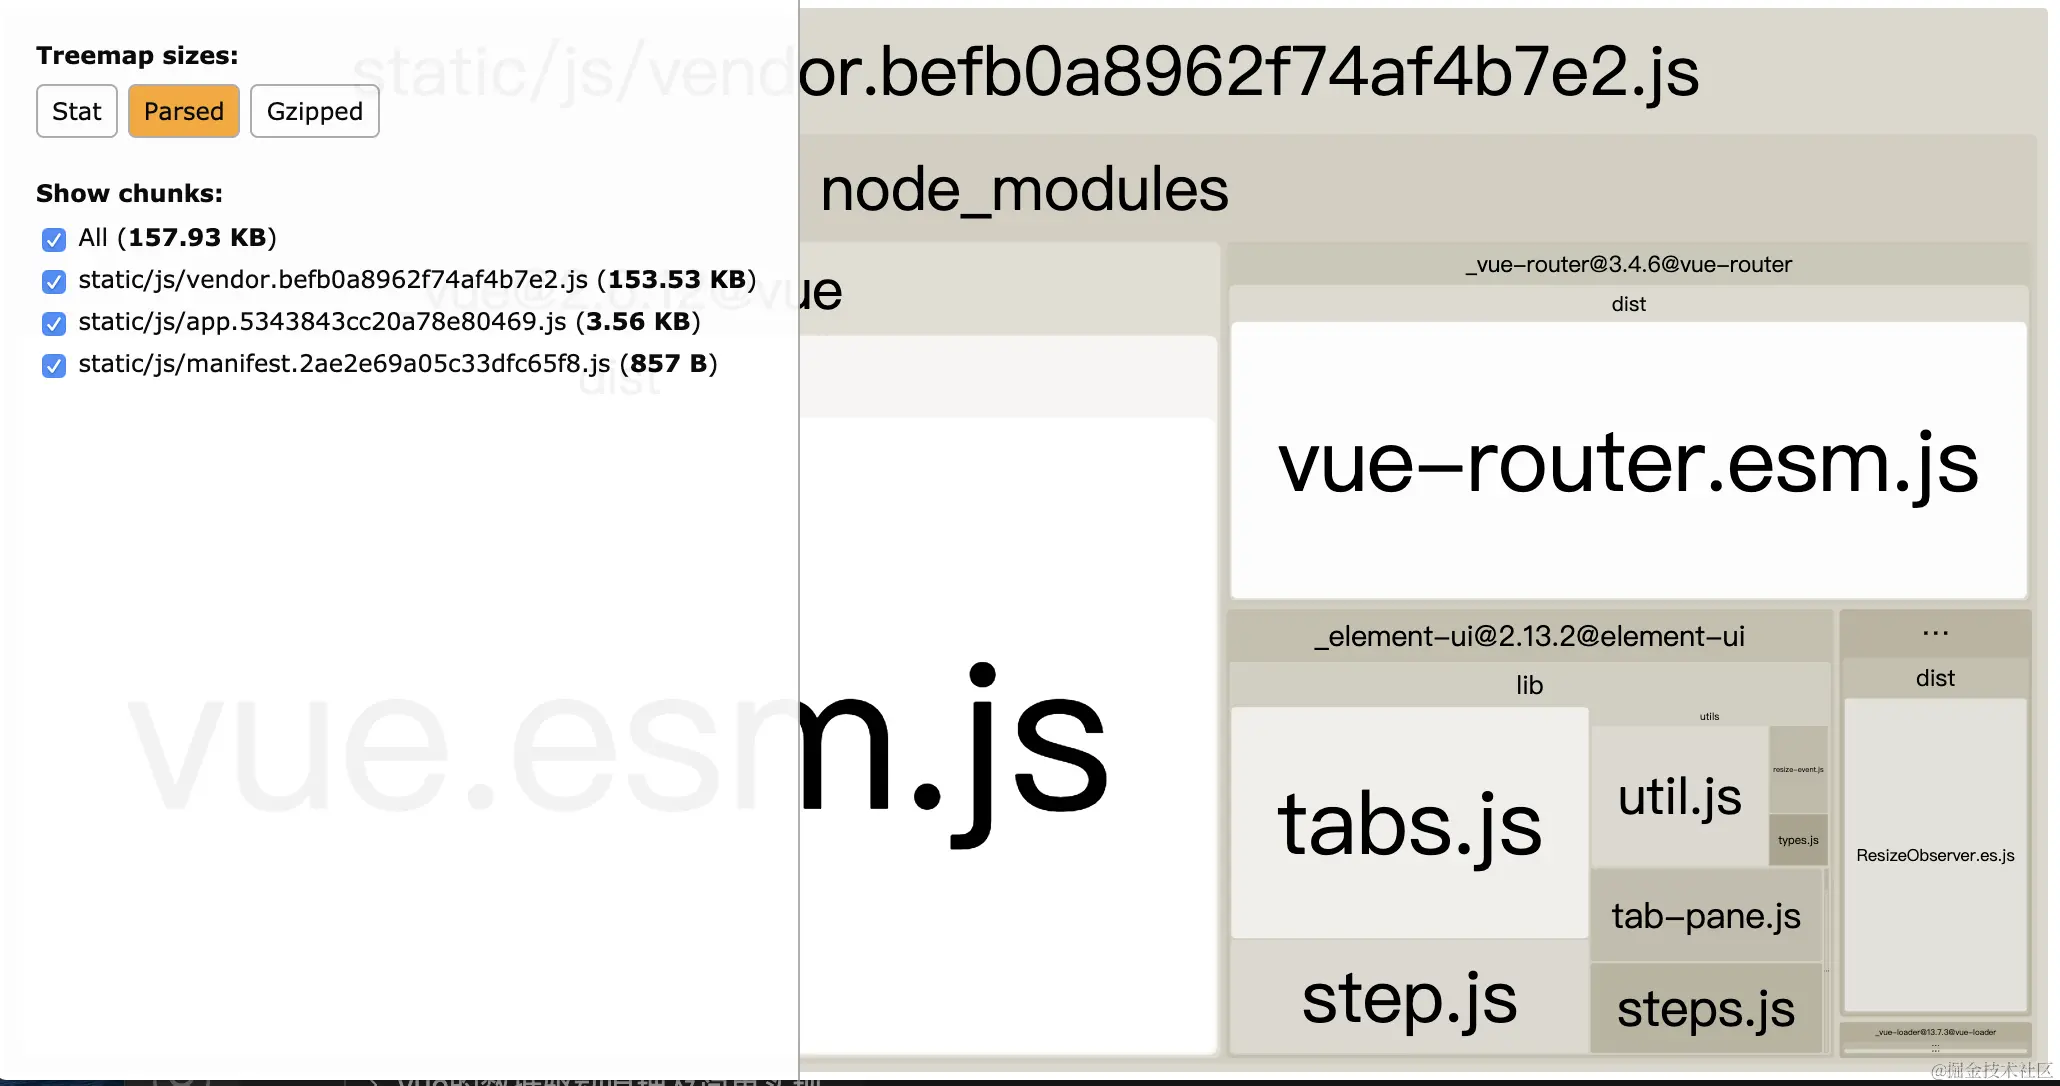 Treemap sizes:
Stat
Parsed
Gzipped
Show chunks:
All (157.93 KB)
static/js/vendor.befb0a8962f74af4b7e2.js (153.53 KB)
static/js/app.5343843cc20a78e80469.js (3.56 KB)
static/js/manifest.2ae2e69a05c33dfc65f8.js (857 B)
static/js/vendor.befb0a8962f74af4b7e2.js
node_modules
vue@2.6.12@vue
dist
vue.esm.js
_vue-router@3.4.6@vue-router
dist
vue-router.esm.js
_element-ui@2.13.2@element-ui
lib
tabs.js
step.js
utils
util.js
resize-event.js
types.js
tab-pane.js
steps.js
...
dist
ResizeObserver.es.js
_vue-loader@13.7.3@vue-loader
@掘金技术社区